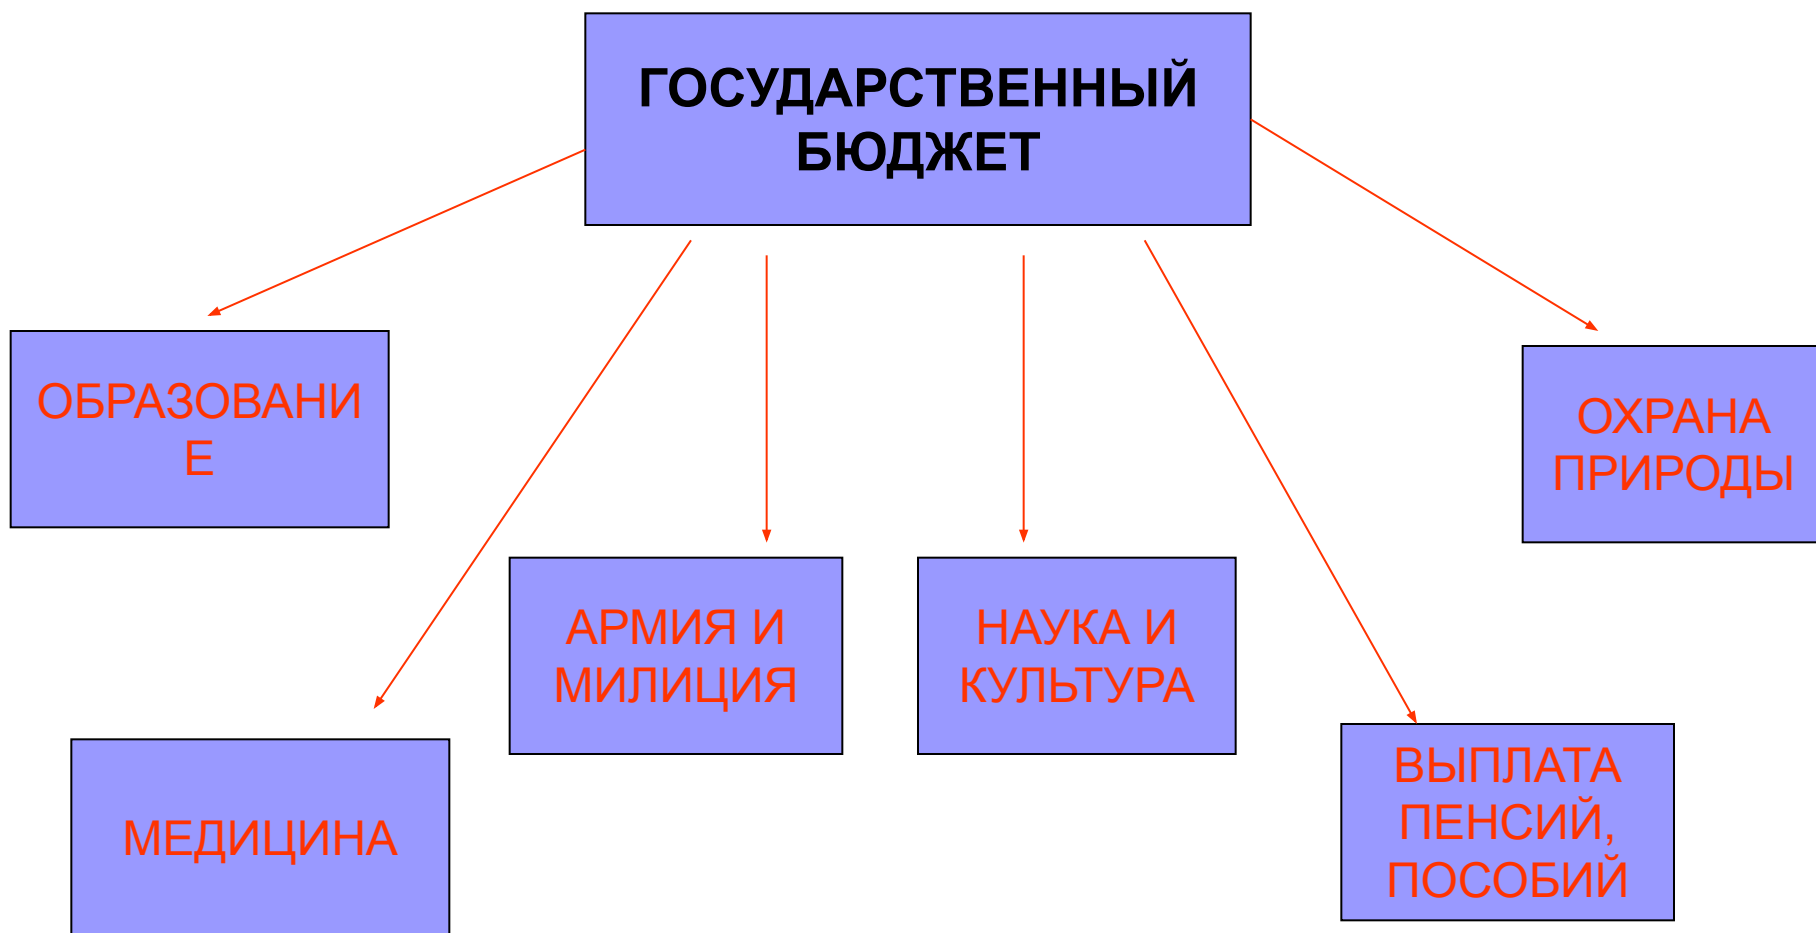 ГОСУДАРСТВЕННЫЙ
БЮДЖЕТ
ОБРАЗОВАНИ
Е
ОХРАНА
ПРИРОДЫ
АРМИЯ И
МИЛИЦИЯ
НАУКА И
КУЛЬТУРА
МЕДИЦИНА
ВЫПЛАТА
ПЕНСИЙ,
ПОСОБИЙ